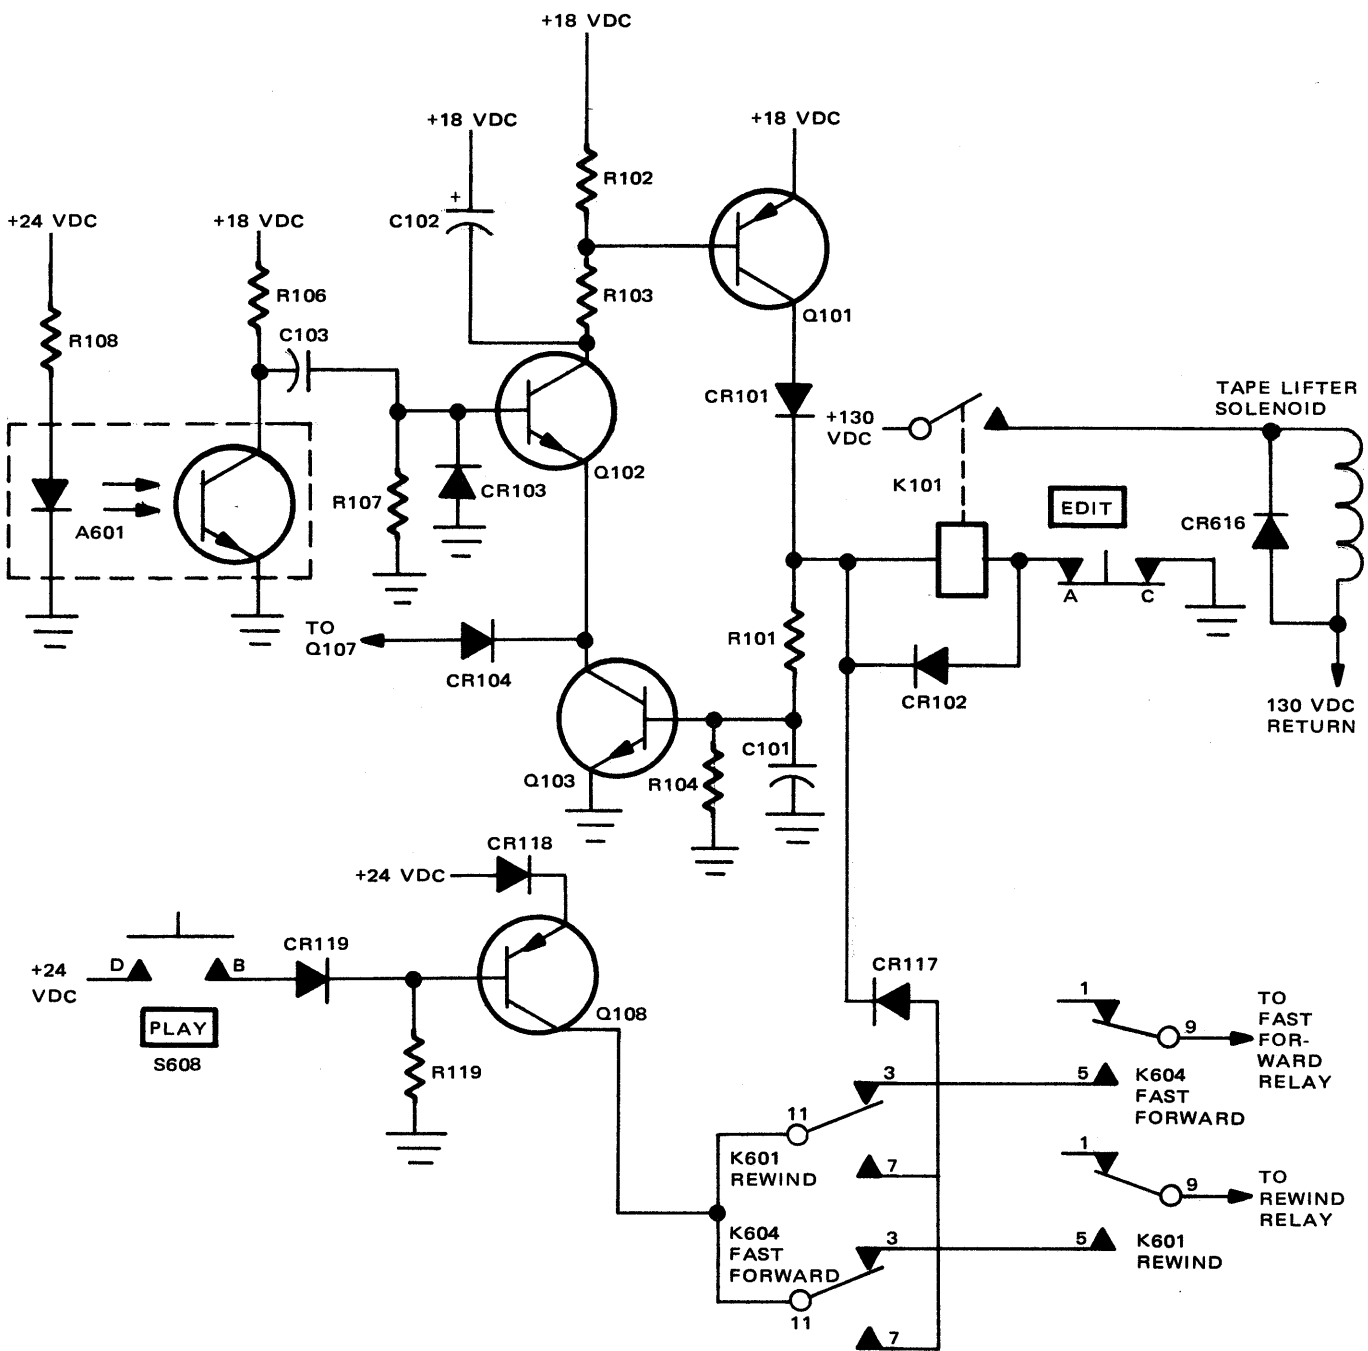 +18 VDC
+18 VDC
+18 VDC
R102
+
C102
+24 VDC
+18 VDC
R106
R103
Q101
C103
R108
CR101
TAPE LIFTER
SOLENOID
+130
VDC
Q102
K101
CR103
R107
EDIT
CR616
A601
A
C
TO
Q107
R101
CR104
CR102
130 VDC
RETURN
C101
Q103
R104
CR118
+24 VDC
CR119
D
B
+24
VDC
CR117
1
TO
FAST
FOR-
WARD
RELAY
9
Q108
PLAY
S608
R119
3
5
K604
FAST
FORWARD
11
K601
REWIND
7
1
9
TO
REWIND
RELAY
K604
FAST
FORWARD
3
5
K601
REWIND
11
7